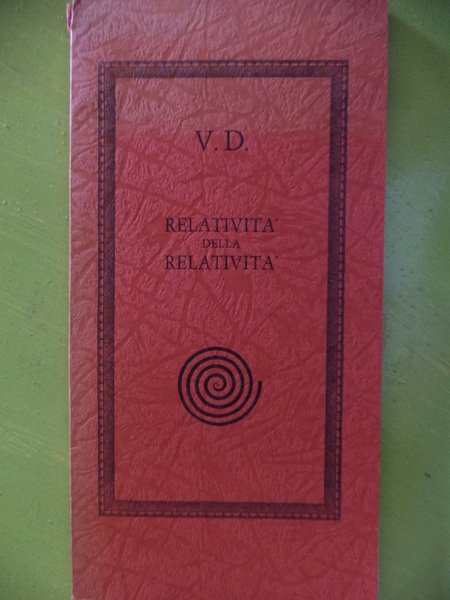 V. D.
RELATIVITA'
DELLA
RELATIVITA'